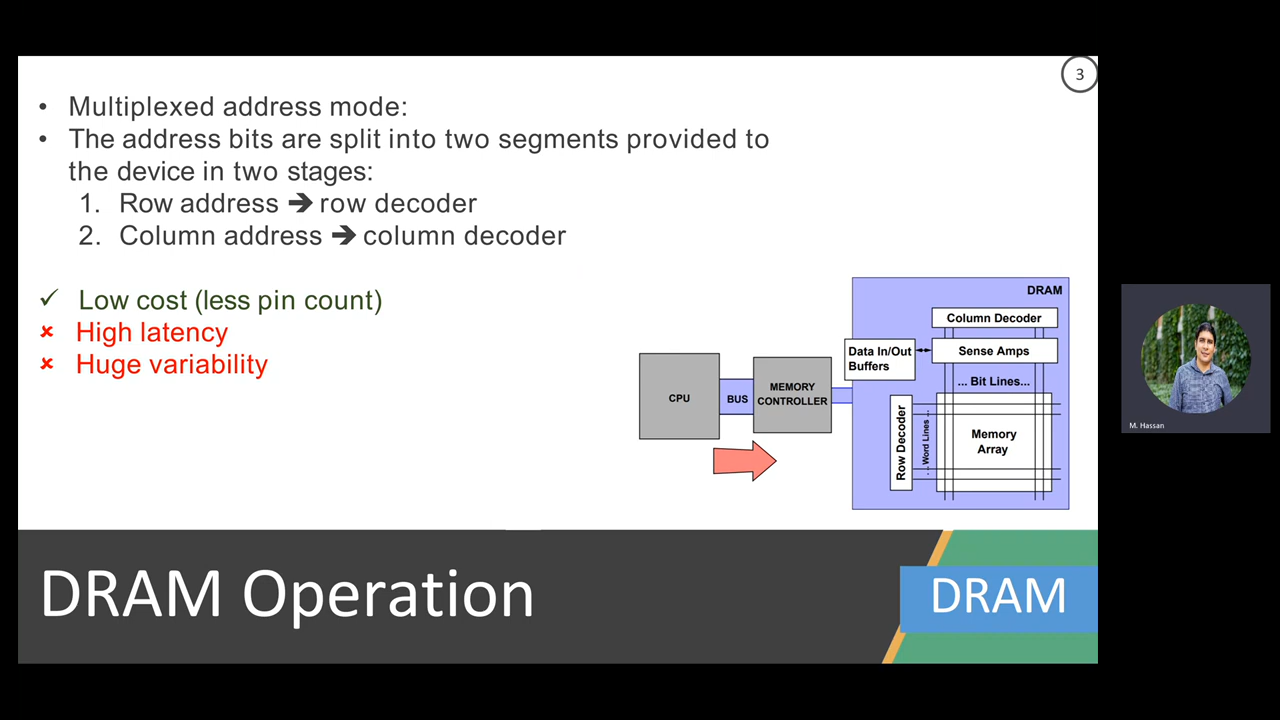 3
• Multiplexed address mode:
• The address bits are split into two segments provided to
the device in two stages:
1. Row address ➔ row decoder
2. Column address ➔ column decoder
✓ Low cost (less pin count)
✗ High latency
✗ Huge variability
DRAM
Column Decoder
Data In/Out
Buffers
Sense Amps
... Bit Lines...
CPU
BUS
MEMORY
CONTROLLER
Row Decoder
... Word Lines ...
Memory
Array
M. Hassan
DRAM Operation
DRAM